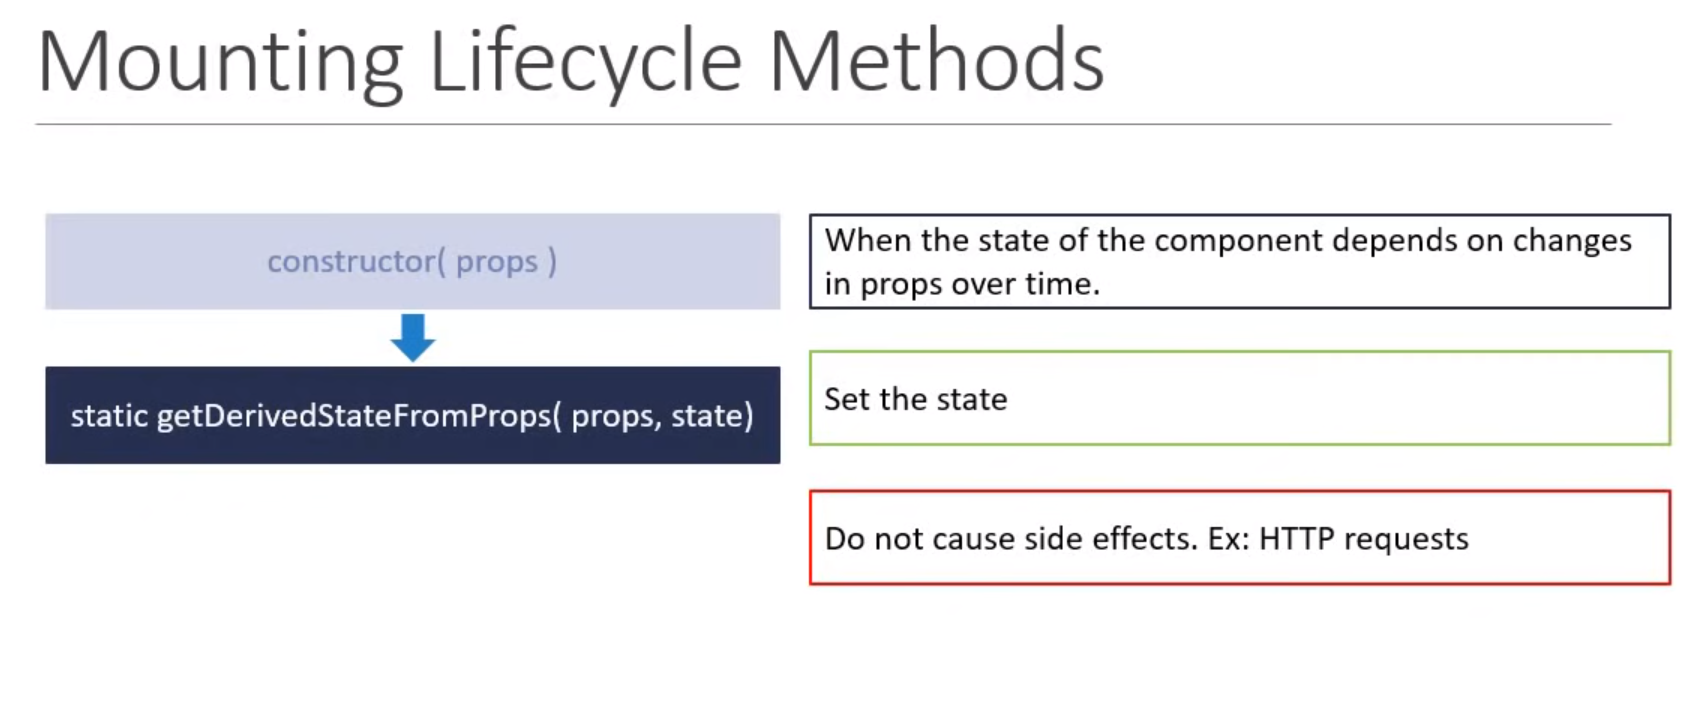 Mounting Lifecycle Methods
constructor( props )
static getDerivedStateFromProps( props, state)
When the state of the component depends on changes
in props over time.
Set the state
Do not cause side effects. Ex: HTTP requests